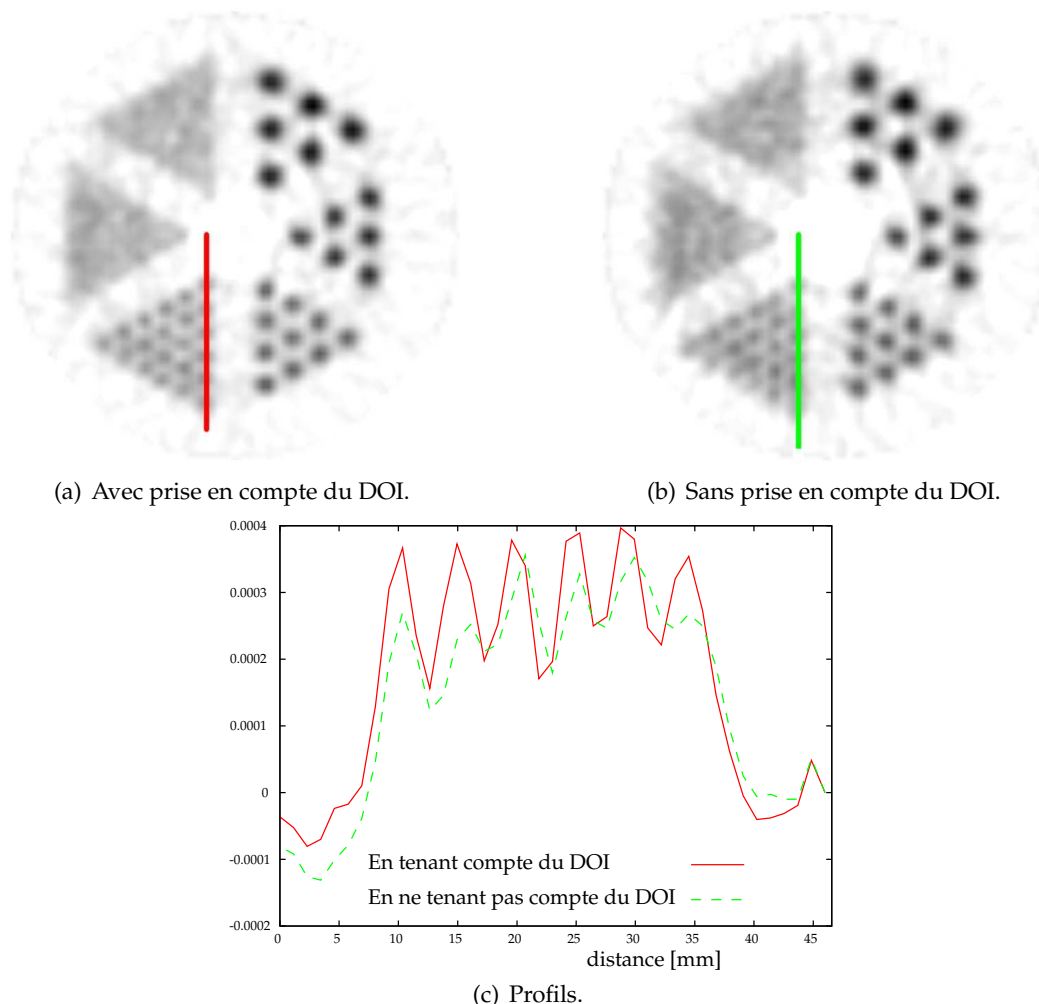 (a) Avec prise en compte du DOI.
(b) Sans prise en compte du DOI.
0.0004
0.0003
0.0002
0.0001
0
-0.0001
-0.0002
En tenant compte du DOI
En ne tenant pas compte du DOI
0 5 10 15 20 25 30 35 40 45
distance [mm]
(c) Profils.